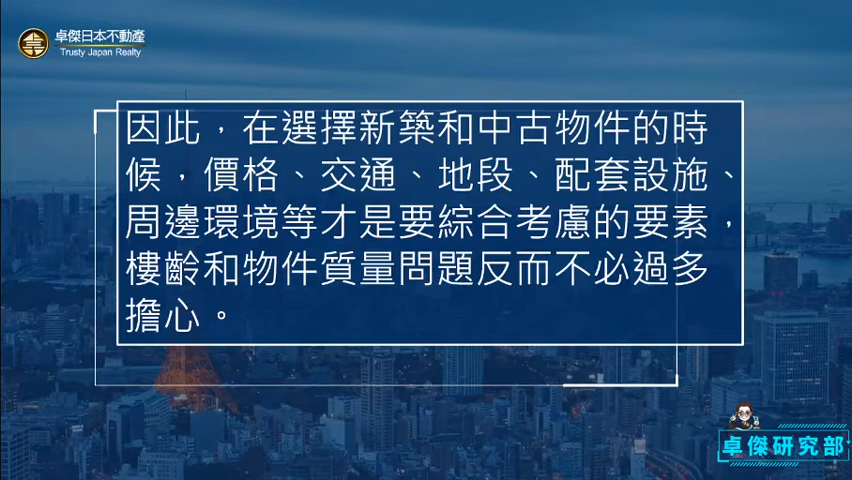 卓傑日本不動產
Trusty Japan Realty
因此，在選擇新築和中古物件的時
候，價格、交通、地段、配套設施、
周邊環境等才是要綜合考慮的要素，
樓齡和物件質量問題反而不必過多
擔心。
卓傑研究部